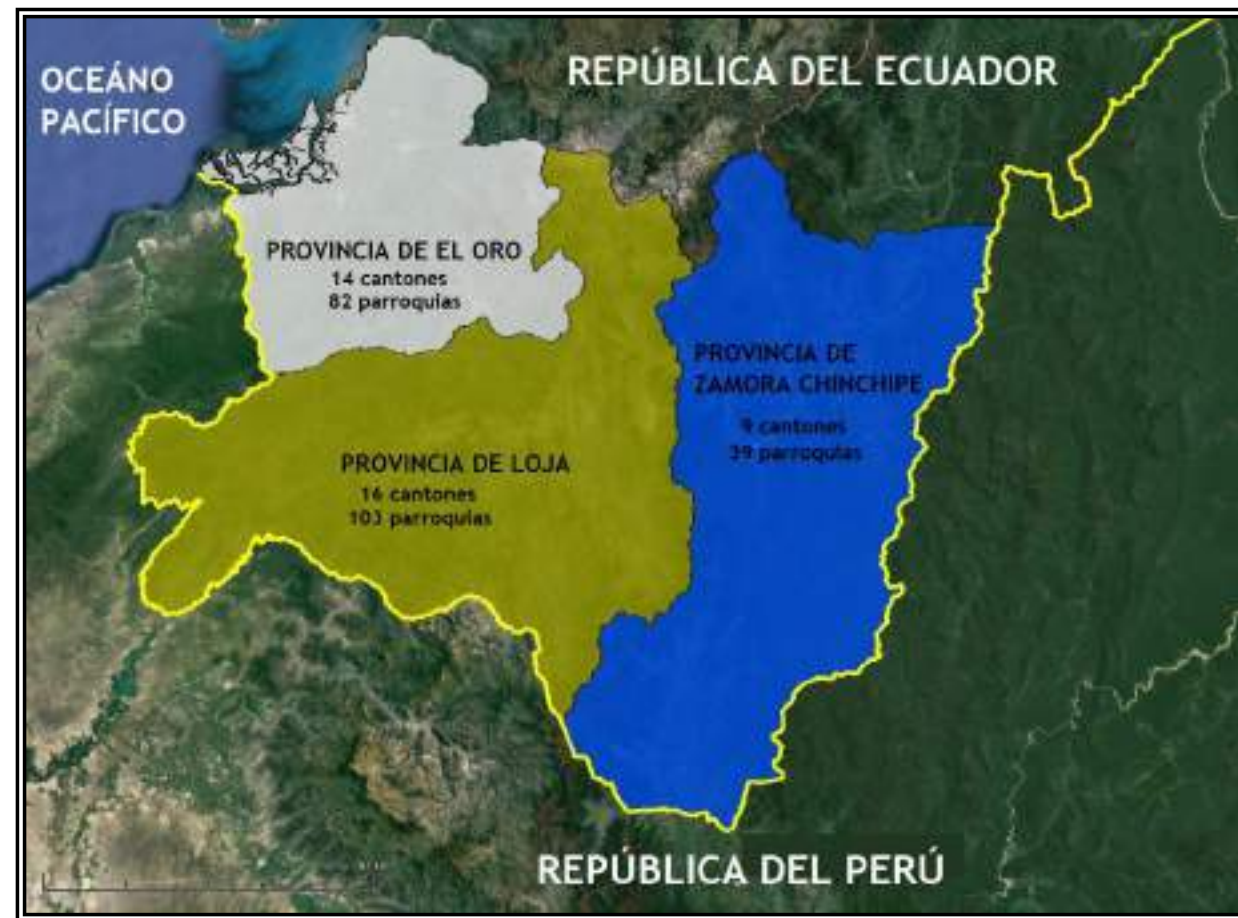 OCEÁNO
PACÍFICO
REPÚBLICA DEL ECUADOR
PROVINCIA DE EL ORO
14 cantones
82 parroquias
PROVINCIA DE
ZAMORA CHINCHIPE
9 cantones
39 parroquias
PROVINCIA DE LOJA
16 cantones
103 parroquias
REPÚBLICA DEL PERÚ